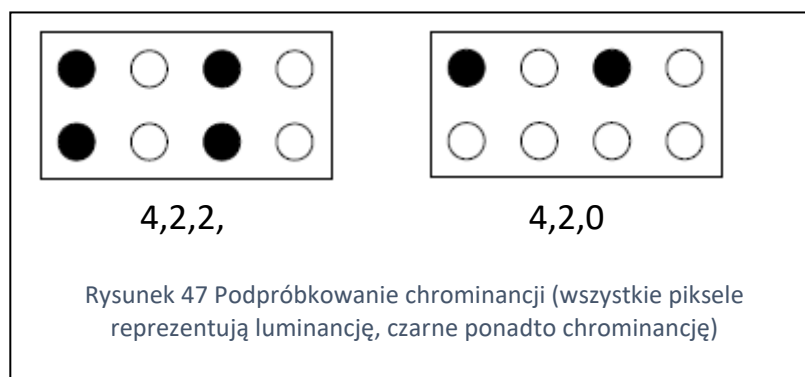 4,2,2,
4,2,0
Rysunek 47 Podpróbkowanie chrominancji (wszystkie piksele
reprezentują luminancję, czarne ponadto chrominancję)